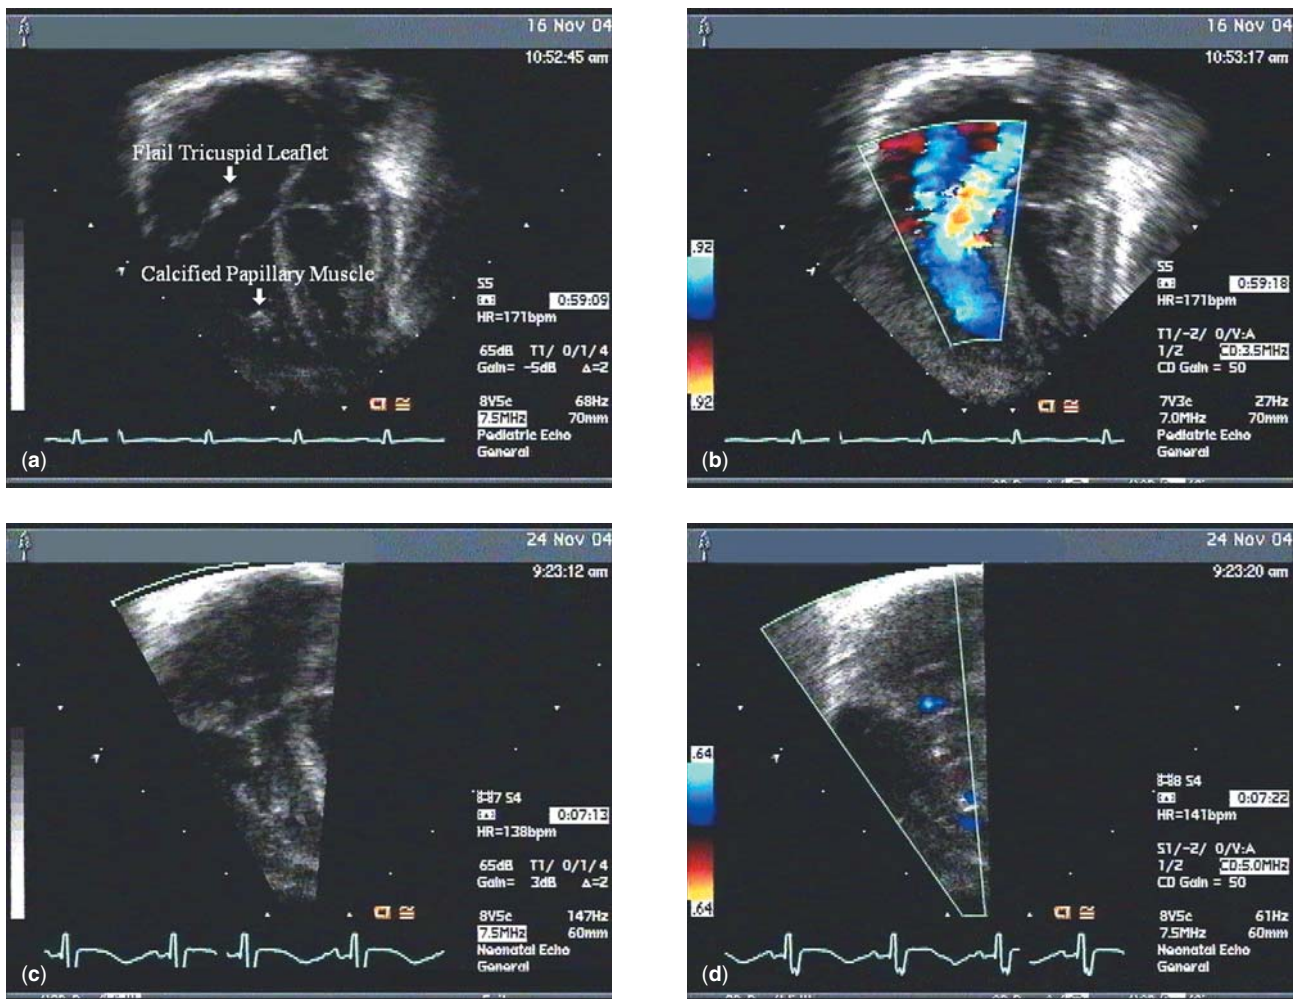 16 Nov 04
10:52:45 am
Flail Tricuspid Leaflet
Calcified Papillary Muscle
S5
0:59:09
HR=171bpm
65dB T1/ 0/1/4
Gain= -5dB Δ=2
8V5c 68Hz
7.5MHz 70mm
Pediatric Echo
General
(a)
16 Nov 04
10:53:17 am
.92
.92
S5
0:59:18
HR=171bpm
T1/-2/ 0/V:A
1/2 CD:3.5MHz
CD Gain = 50
7V3c 27Hz
7.0MHz 70mm
Pediatric Echo
General
(b)
24 Nov 04
9:23:12 am
S4
0:07:13
HR=138bpm
65dB T1/ 0/1/4
Gain= 3dB Δ=2
8V5c 147Hz
7.5MHz 60mm
Neonatal Echo
General
(c)
24 Nov 04
9:23:20 am
.64
.64
S4
0:07:22
HR=141bpm
S1/-2/ 0/V:A
1/2 CD:5.0MHz
CD Gain = 50
8V5c 61Hz
7.5MHz 60mm
Neonatal Echo
General
(d)